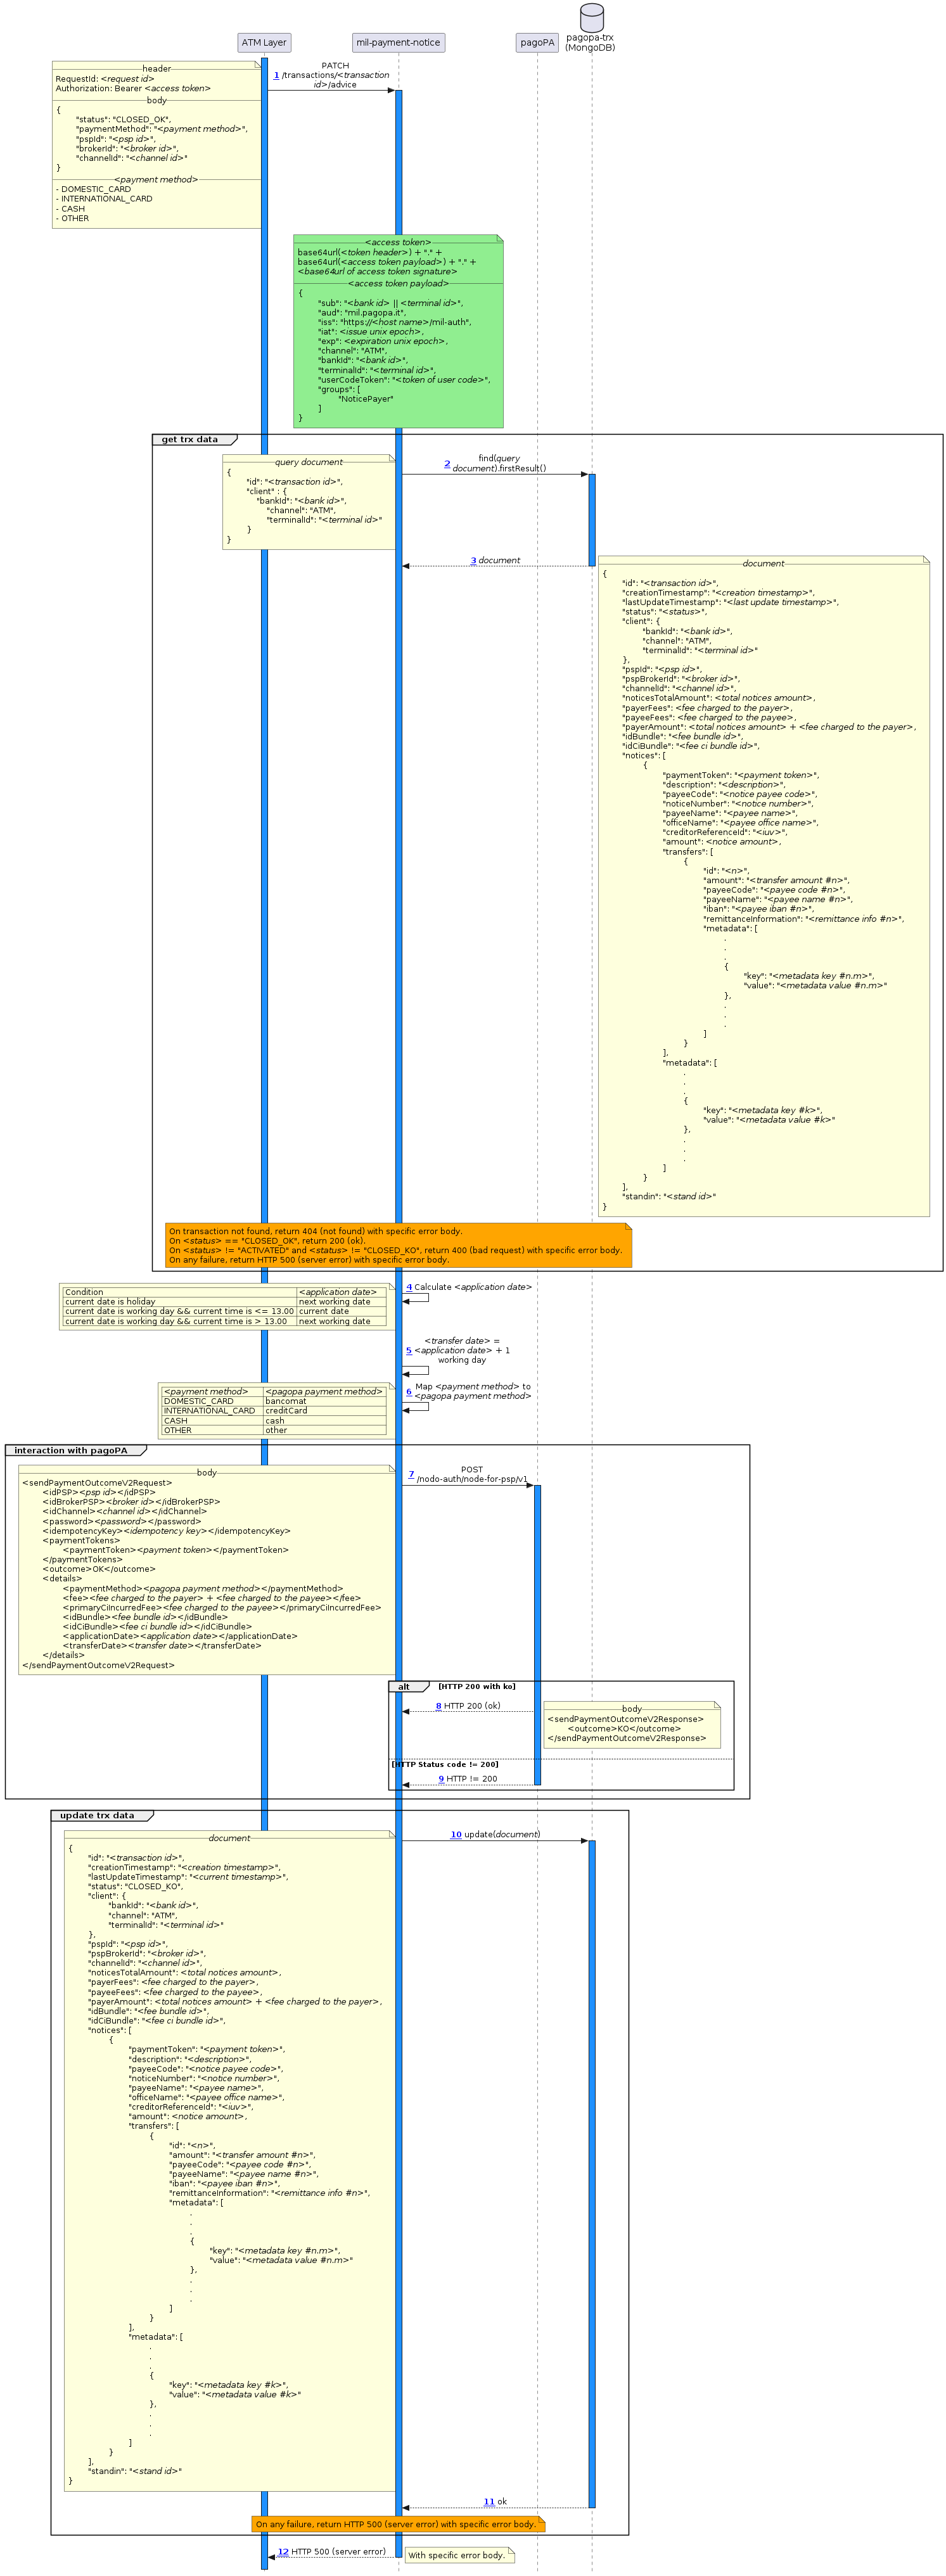 ATM Layer
mil-payment-notice
pagoPA
pagopa-trx
(MongoDB)
header
RequestId: <request id>
Authorization: Bearer <access token>
body
{
"status": "CLOSED_OK",
"paymentMethod": "<payment method>",
"pspId": "<psp id>",
"brokerId": "<broker id>",
"channelId": "<channel id>"
}
<payment method>
- DOMESTIC_CARD
- INTERNATIONAL_CARD
- CASH
- OTHER
PATCH
1 /transactions/<transaction
id>/advice
<access token>
base64url(<token header>) + "." +
base64url(<access token payload>) + "." +
<base64url of access token signature>
<access token payload>
{
"sub": "<bank id> || <terminal id>",
"aud": "mil.pagopa.it",
"iss": "https://<host name>/mil-auth",
"iat": <issue unix epoch>,
"exp": <expiration unix epoch>,
"channel": "ATM",
"bankId": "<bank id>",
"terminalId": "<terminal id>",
"userCodeToken": "<token of user code>",
"groups": [
"NoticePayer"
]
}
get trx data
query document
{
"id": "<transaction id>",
"client" : {
"bankId": "<bank id>",
"channel": "ATM",
"terminalId": "<terminal id>"
}
}
find(query
2 document).firstResult()
3 document
document
{
"id": "<transaction id>",
"creationTimestamp": "<creation timestamp>",
"lastUpdateTimestamp": "<last update timestamp>",
"status": "<status>",
"client": {
"bankId": "<bank id>",
"channel": "ATM",
"terminalId": "<terminal id>"
},
"pspId": "<psp id>",
"pspBrokerId": "<broker id>",
"channelId": "<channel id>",
"noticesTotalAmount": <total notices amount>,
"payerFees": <fee charged to the payer>,
"payeeFees": <fee charged to the payee>,
"payerAmount": <total notices amount> + <fee charged to the payer>,
"idBundle": "<fee bundle id>",
"idCiBundle": "<fee ci bundle id>",
"notices": [
{
"paymentToken": "<payment token>",
"description": "<description>",
"payeeCode": "<notice payee code>",
"noticeNumber": "<notice number>",
"payeeName": "<payee name>",
"officeName": "<payee office name>",
"creditorReferenceId": "<iuv>",
"amount": <notice amount>,
"transfers": [
{
"id": "<n>",
"amount": "<transfer amount #n>",
"payeeCode": "<payee code #n>",
"payeeName": "<payee name #n>",
"iban": "<payee iban #n>",
"remittanceInformation": "<remittance info #n>",
"metadata": [
.
.
.
{
"key": "<metadata key #n.m>",
"value": "<metadata value #n.m>"
},
.
.
.
]
}
],
"metadata": [
.
.
.
{
"key": "<metadata key #k>",
"value": "<metadata value #k>"
},
.
.
.
]
}
],
"standin": "<stand id>"
}
On transaction not found, return 404 (not found) with specific error body.
On <status> == "CLOSED_OK", return 200 (ok).
On <status> != "ACTIVATED" and <status> != "CLOSED_KO", return 400 (bad request) with specific error body.
On any failure, return HTTP 500 (server error) with specific error body.
Condition <application date>
current date is holiday next working date
current date is working day && current time is <= 13.00 current date
current date is working day && current time is > 13.00 next working date
4 Calculate <application date>
<transfer date> =
5 <application date> + 1
working day
<payment method> <pagopa payment method>
DOMESTIC_CARD bancomat
INTERNATIONAL_CARD creditCard
CASH cash
OTHER other
6 Map <payment method> to
<pagopa payment method>
interaction with pagoPA
body
<sendPaymentOutcomeV2Request>
<idPSP><psp id></idPSP>
<idBrokerPSP><broker id></idBrokerPSP>
<idChannel><channel id></idChannel>
<password><password></password>
<idempotencyKey><idempotency key></idempotencyKey>
<paymentTokens>
<paymentToken><payment token></paymentToken>
</paymentTokens>
<outcome>OK</outcome>
<details>
<paymentMethod><pagopa payment method></paymentMethod>
<fee><fee charged to the payer> + <fee charged to the payee></fee>
<primaryCiIncurredFee><fee charged to the payee></primaryCiIncurredFee>
<idBundle><fee bundle id></idBundle>
<idCiBundle><fee ci bundle id></idCiBundle>
<applicationDate><application date></applicationDate>
<transferDate><transfer date></transferDate>
</details>
</sendPaymentOutcomeV2Request>
7 POST
/nodo-auth/node-for-psp/v1
alt [HTTP 200 with ko]
8 HTTP 200 (ok)
body
<sendPaymentOutcomeV2Response>
<outcome>KO</outcome>
</sendPaymentOutcomeV2Response>
[HTTP Status code != 200]
9 HTTP != 200
update trx data
document
{
"id": "<transaction id>",
"creationTimestamp": "<creation timestamp>",
"lastUpdateTimestamp": "<current timestamp>",
"status": "CLOSED_KO",
"client": {
"bankId": "<bank id>",
"channel": "ATM",
"terminalId": "<terminal id>"
},
"pspId": "<psp id>",
"pspBrokerId": "<broker id>",
"channelId": "<channel id>",
"noticesTotalAmount": <total notices amount>,
"payerFees": <fee charged to the payer>,
"payeeFees": <fee charged to the payee>,
"payerAmount": <total notices amount> + <fee charged to the payer>,
"idBundle": "<fee bundle id>",
"idCiBundle": "<fee ci bundle id>",
"notices": [
{
"paymentToken": "<payment token>",
"description": "<description>",
"payeeCode": "<notice payee code>",
"noticeNumber": "<notice number>",
"payeeName": "<payee name>",
"officeName": "<payee office name>",
"creditorReferenceId": "<iuv>",
"amount": <notice amount>,
"transfers": [
{
"id": "<n>",
"amount": "<transfer amount #n>",
"payeeCode": "<payee code #n>",
"payeeName": "<payee name #n>",
"iban": "<payee iban #n>",
"remittanceInformation": "<remittance info #n>",
"metadata": [
.
.
.
{
"key": "<metadata key #n.m>",
"value": "<metadata value #n.m>"
},
.
.
.
]
}
],
"metadata": [
.
.
.
{
"key": "<metadata key #k>",
"value": "<metadata value #k>"
},
.
.
.
]
}
],
"standin": "<stand id>"
}
10 update(document)
11 ok
On any failure, return HTTP 500 (server error) with specific error body.
12 HTTP 500 (server error)
With specific error body.